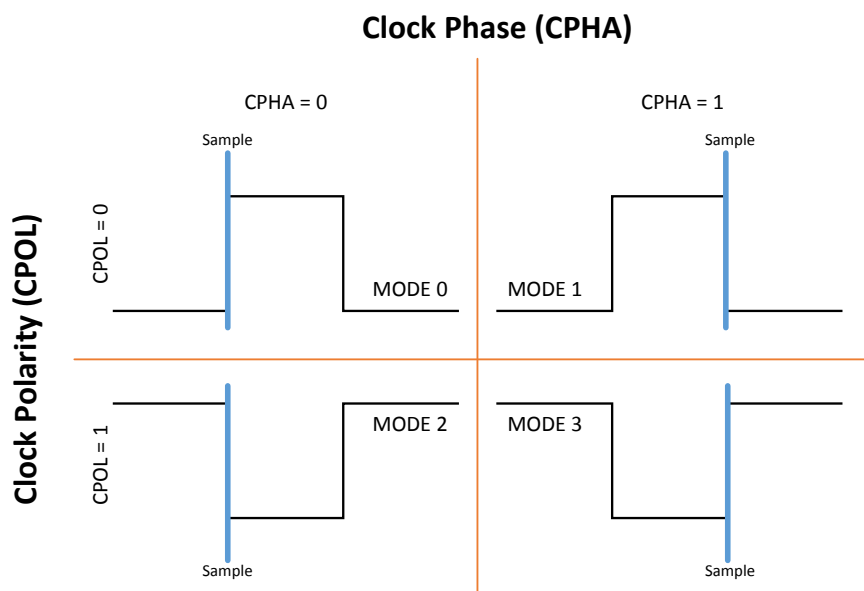 Clock Phase (CPHA)
CPHA = 0
CPHA = 1
Sample
Sample
Clock Polarity (CPOL)
CPOL = 0
MODE 0
MODE 1
CPOL = 1
MODE 2
MODE 3
Sample
Sample